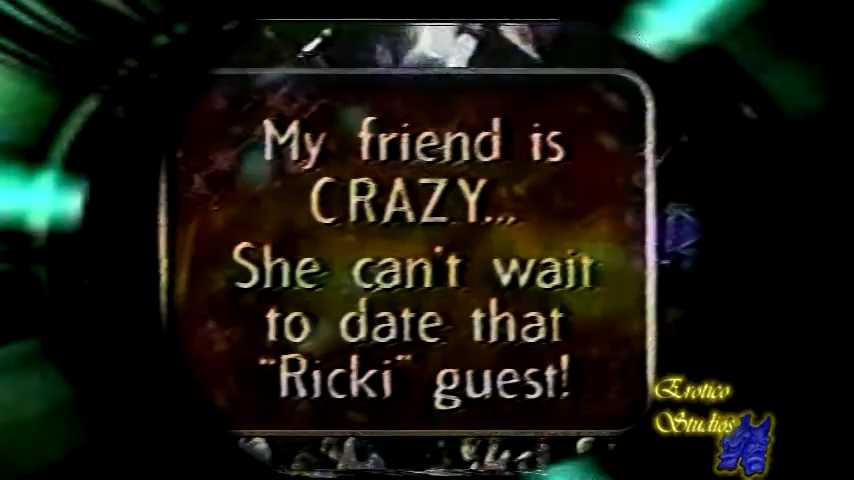 My friend is
CRAZY...
She can't wait
to date that
"Ricki" guest!
Erotico
Studios